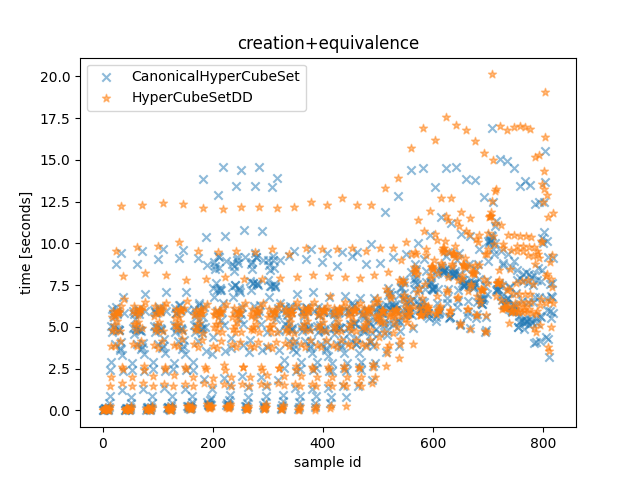 creation+equivalence
CanonicalHyperCubeSet
HyperCubeSetDD
time [seconds]
20.0
17.5
15.0
12.5
10.0
7.5
5.0
2.5
0.0
0 200 400 600 800
sample id